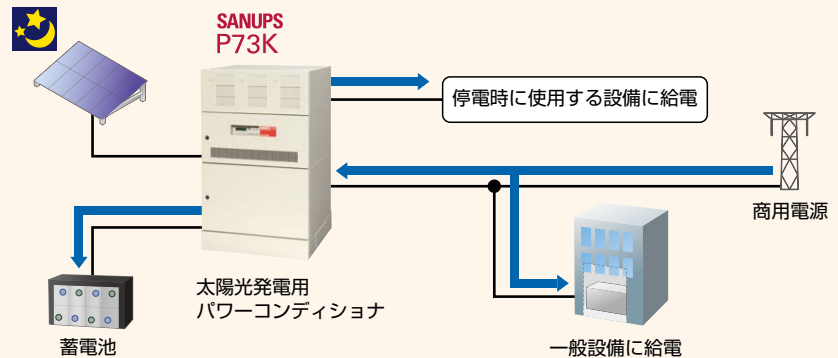 SANUPS
P73K
停電時に使用する設備に給電
商用電源
太陽光発電用
パワーコンディショナ
蓄電池
一般設備に給電